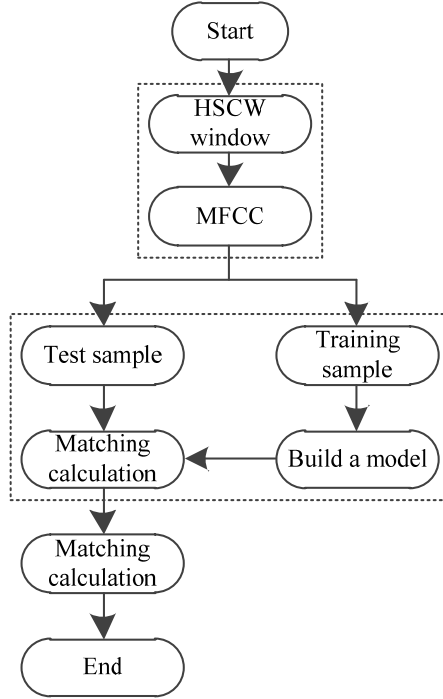 Start
HSCW
window
MFCC
Test sample
Training
sample
Matching
calculation
Build a model
Matching
calculation
End